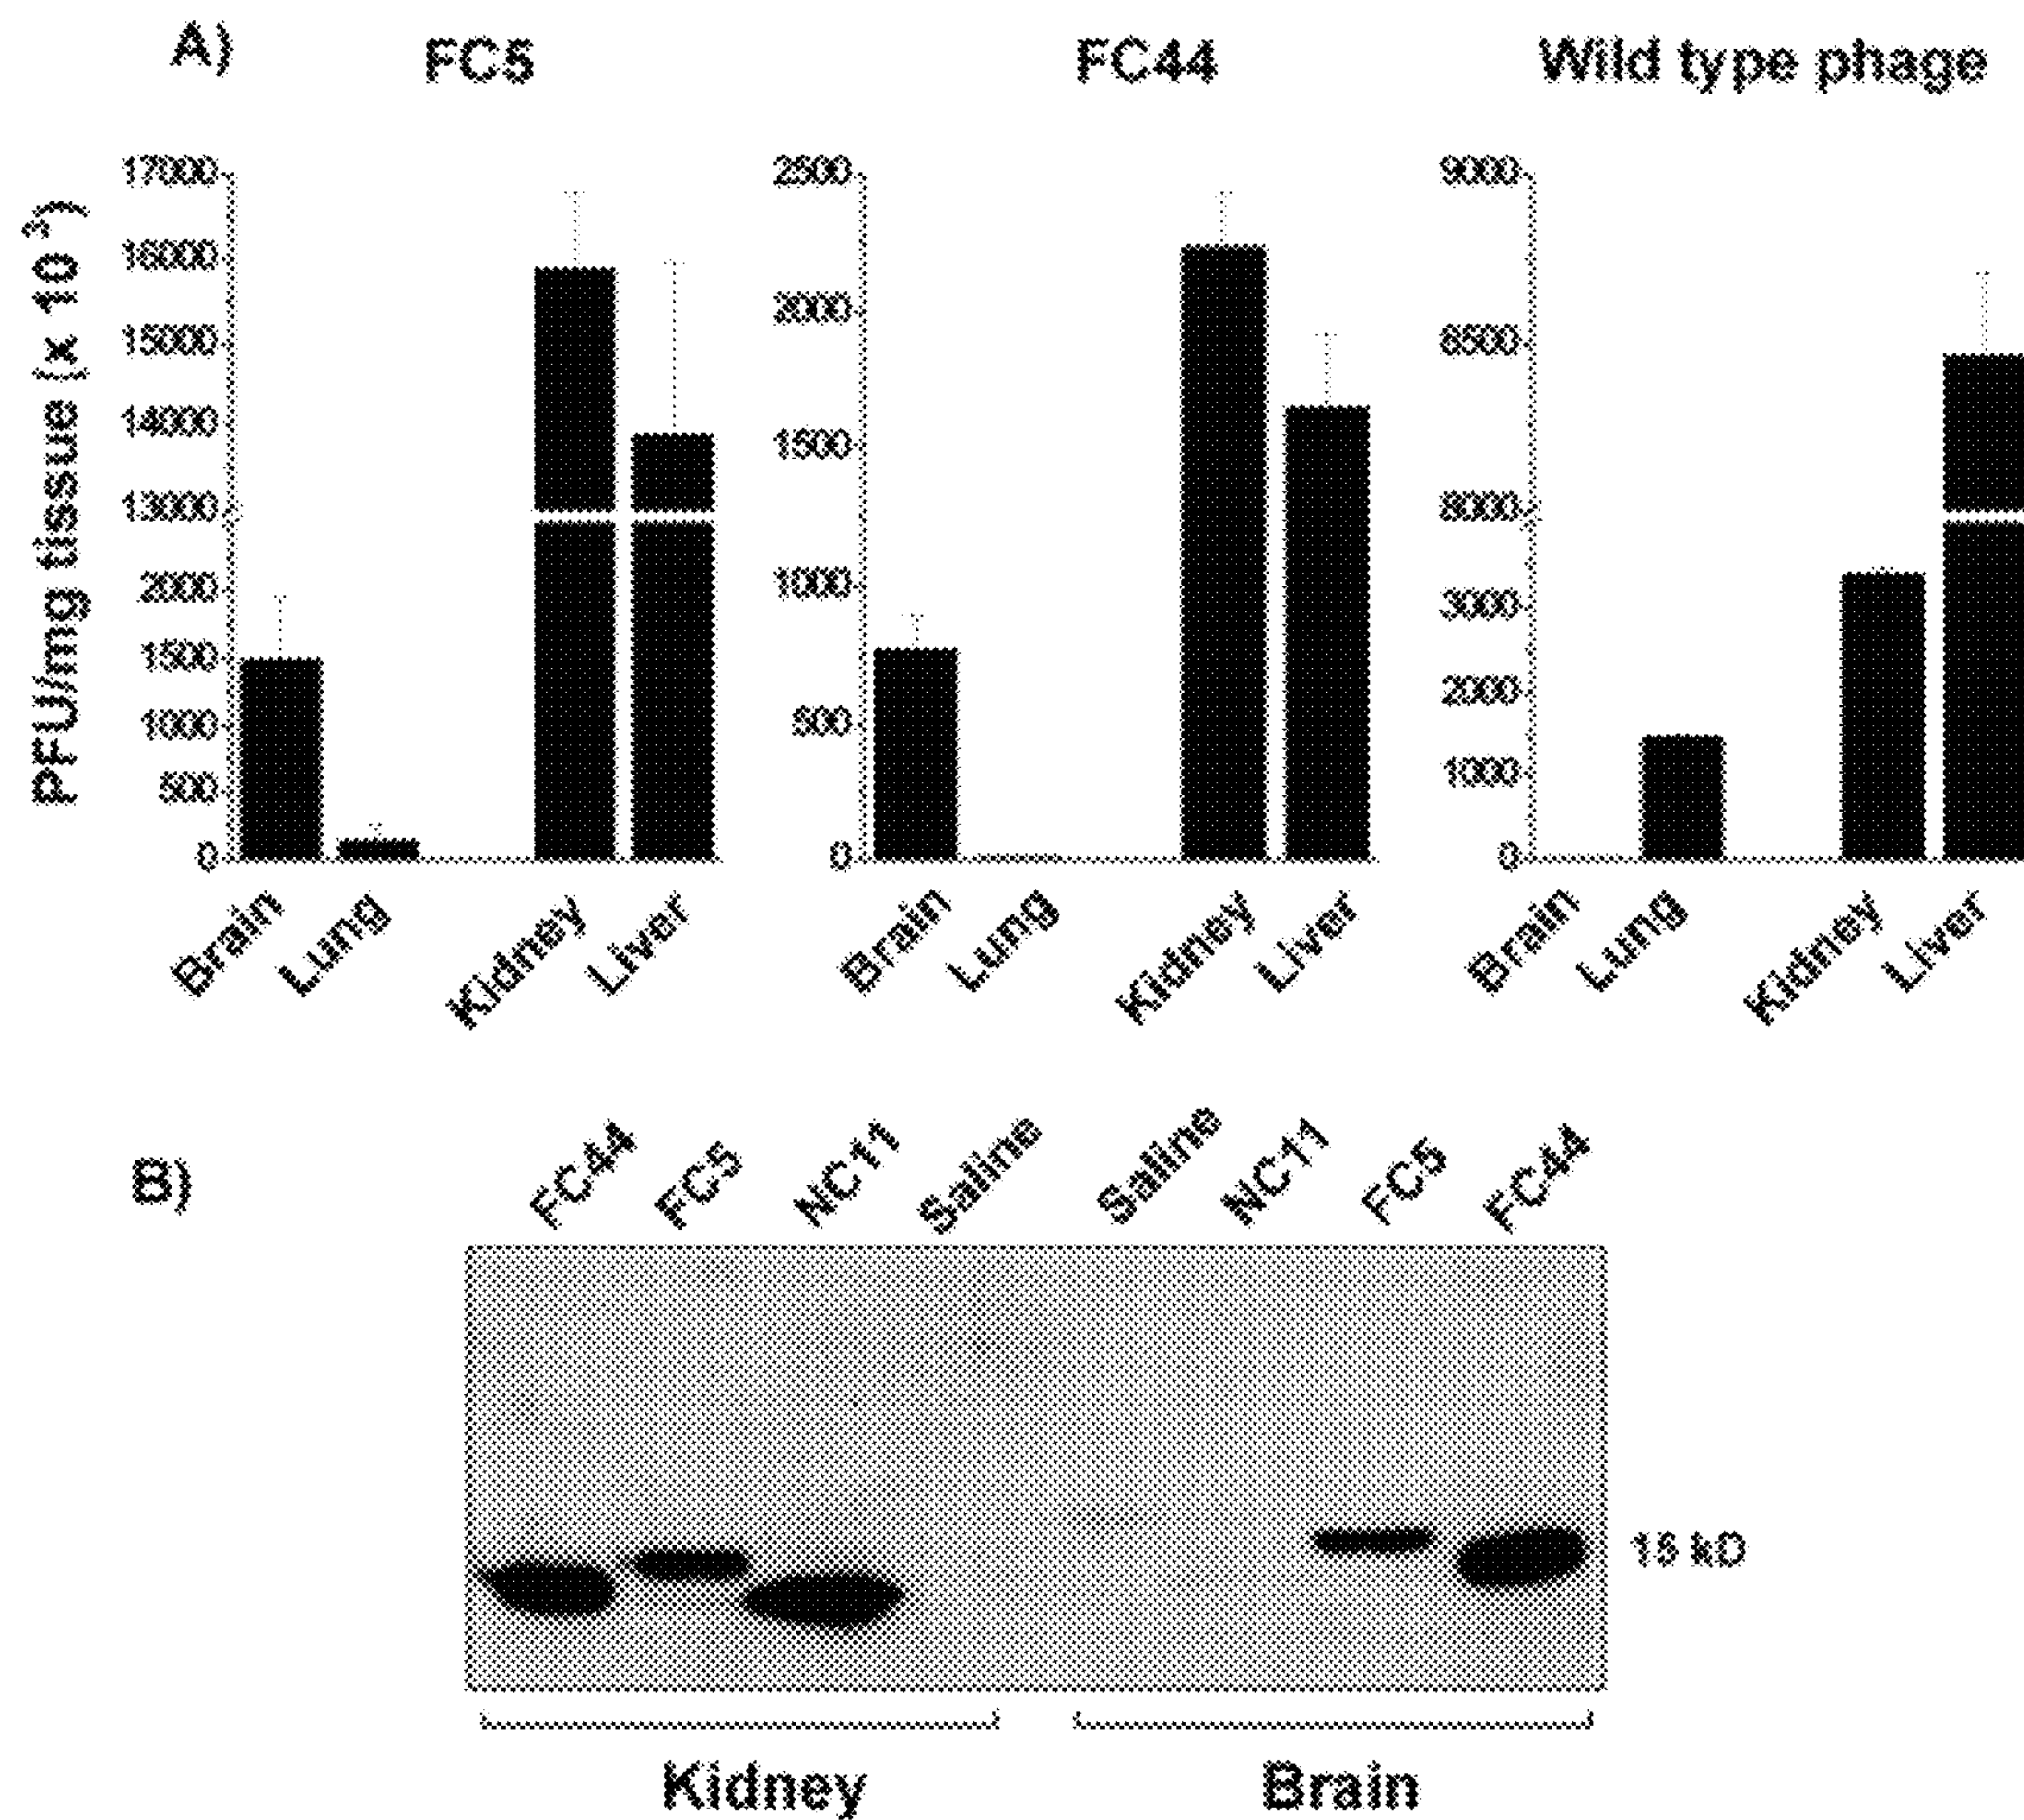 A) FC5 FC44 Wild type phage
PFU/mg tissue (x 10³)
17000
16000
15000
14000
13000
2000
1500
1000
500
0
2500
2000
1500
1000
500
0
9000
8500
8000
3000
2000
1000
0
Brain Lung Kidney Liver
Brain Lung Kidney Liver
Brain Lung Kidney Liver
B)
FC44 FC5 NC11 Saline Saline NC11 FC5 FC44
15 kD
Kidney Brain